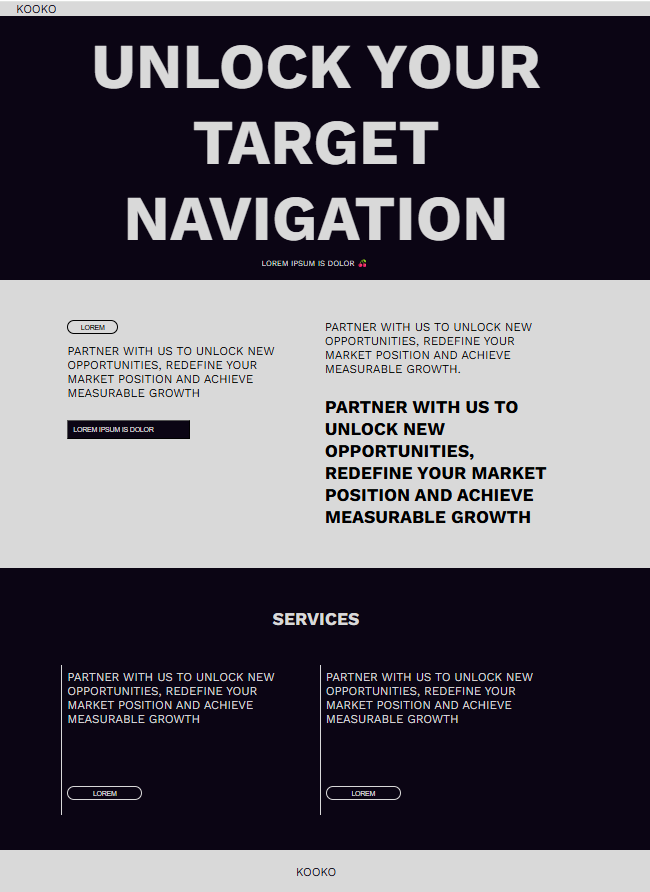 KOOKO
UNLOCK YOUR
TARGET
NAVIGATION
LOREM IPSUM IS DOLOR 🍒
LOREM
PARTNER WITH US TO UNLOCK NEW
OPPORTUNITIES, REDEFINE YOUR
MARKET POSITION AND ACHIEVE
MEASURABLE GROWTH
LOREM IPSUM IS DOLOR
PARTNER WITH US TO UNLOCK NEW
OPPORTUNITIES, REDEFINE YOUR
MARKET POSITION AND ACHIEVE
MEASURABLE GROWTH.
PARTNER WITH US TO
UNLOCK NEW
OPPORTUNITIES,
REDEFINE YOUR MARKET
POSITION AND ACHIEVE
MEASURABLE GROWTH
SERVICES
PARTNER WITH US TO UNLOCK NEW
OPPORTUNITIES, REDEFINE YOUR
MARKET POSITION AND ACHIEVE
MEASURABLE GROWTH
LOREM
PARTNER WITH US TO UNLOCK NEW
OPPORTUNITIES, REDEFINE YOUR
MARKET POSITION AND ACHIEVE
MEASURABLE GROWTH
LOREM
KOOKO